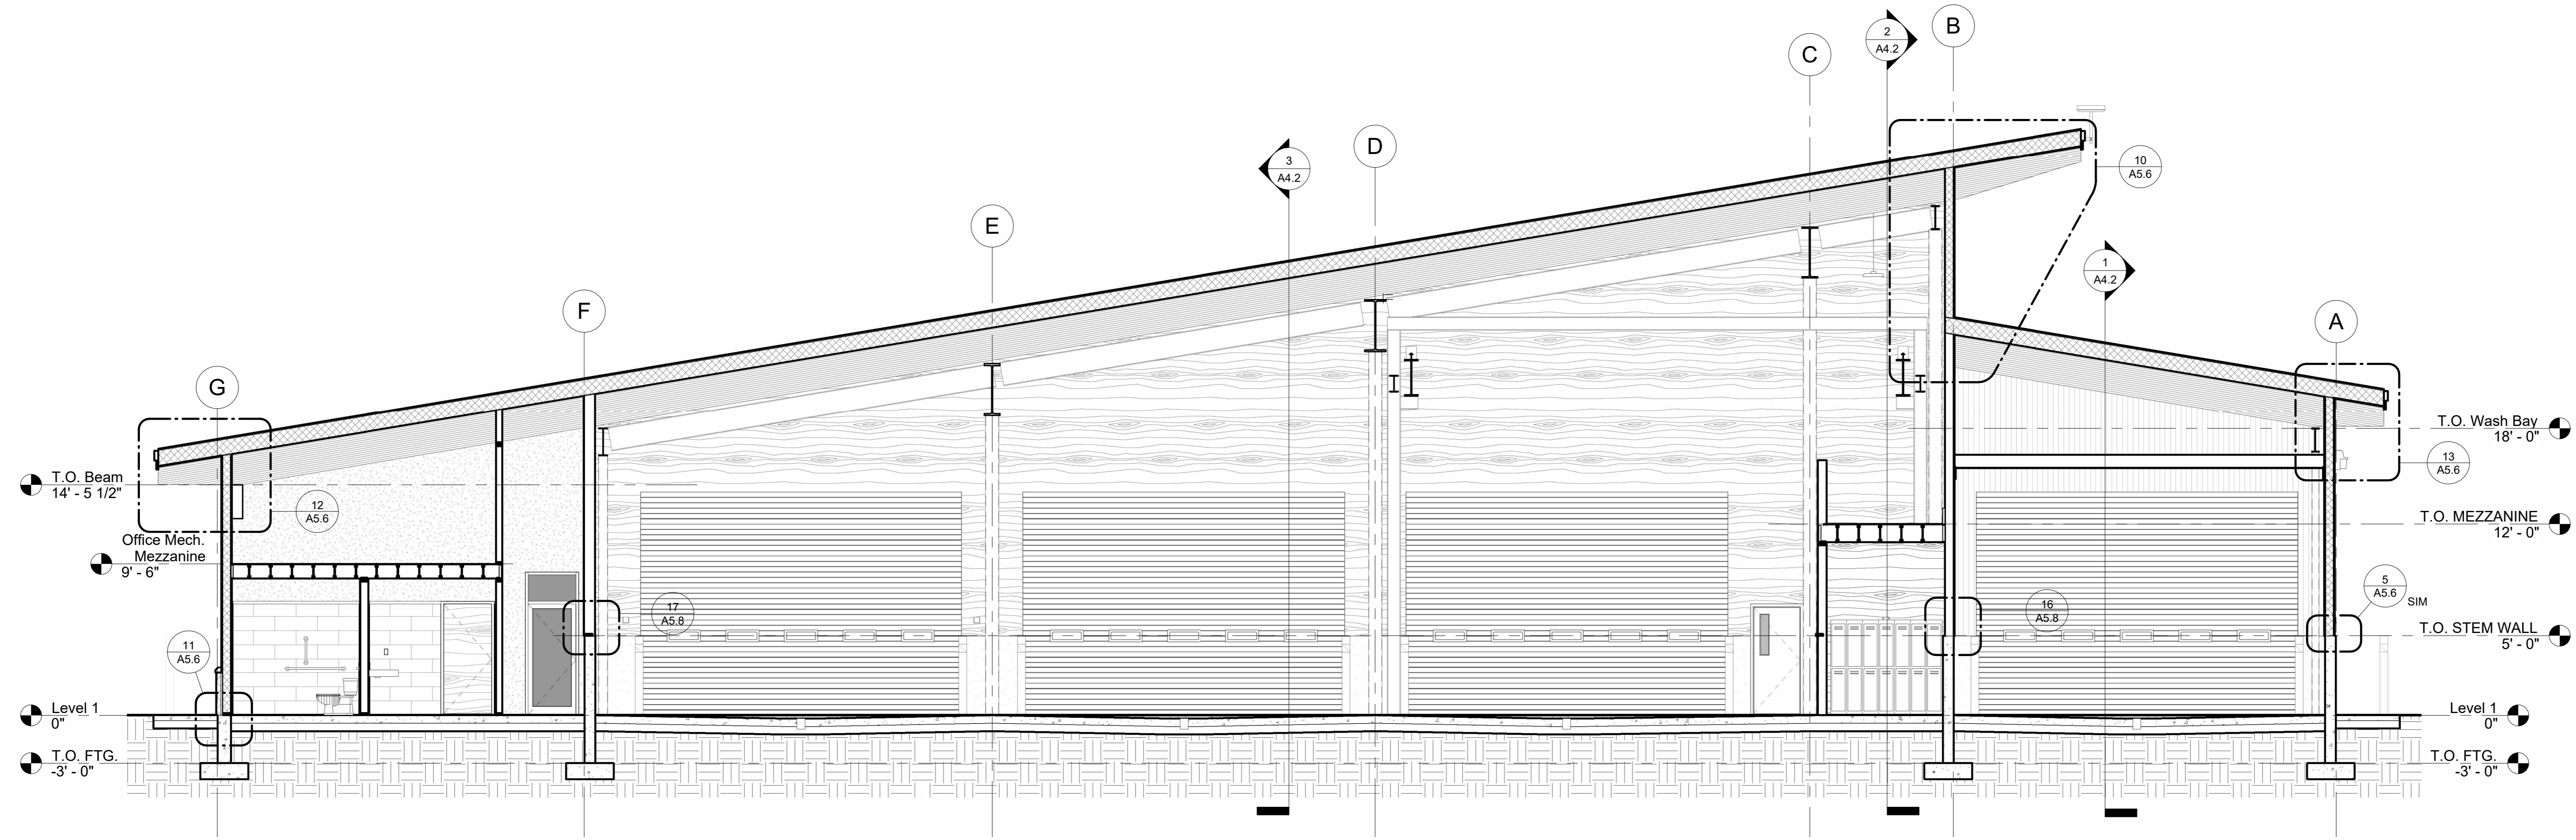 B
2
A4.2
C
D
3
A4.2
10
A5.6
E
1
A4.2
F
A
G
T.O. Wash Bay
18' - 0"
13
A5.6
T.O. Beam
14' - 5 1/2"
12
A5.6
T.O. MEZZANINE
12' - 0"
Office Mech.
Mezzanine
9' - 6"
5
A5.6
SIM
17
A5.8
16
A5.8
T.O. STEM WALL
5' - 0"
11
A5.6
Level 1
0"
Level 1
0"
T.O. FTG.
-3' - 0"
T.O. FTG.
-3' - 0"